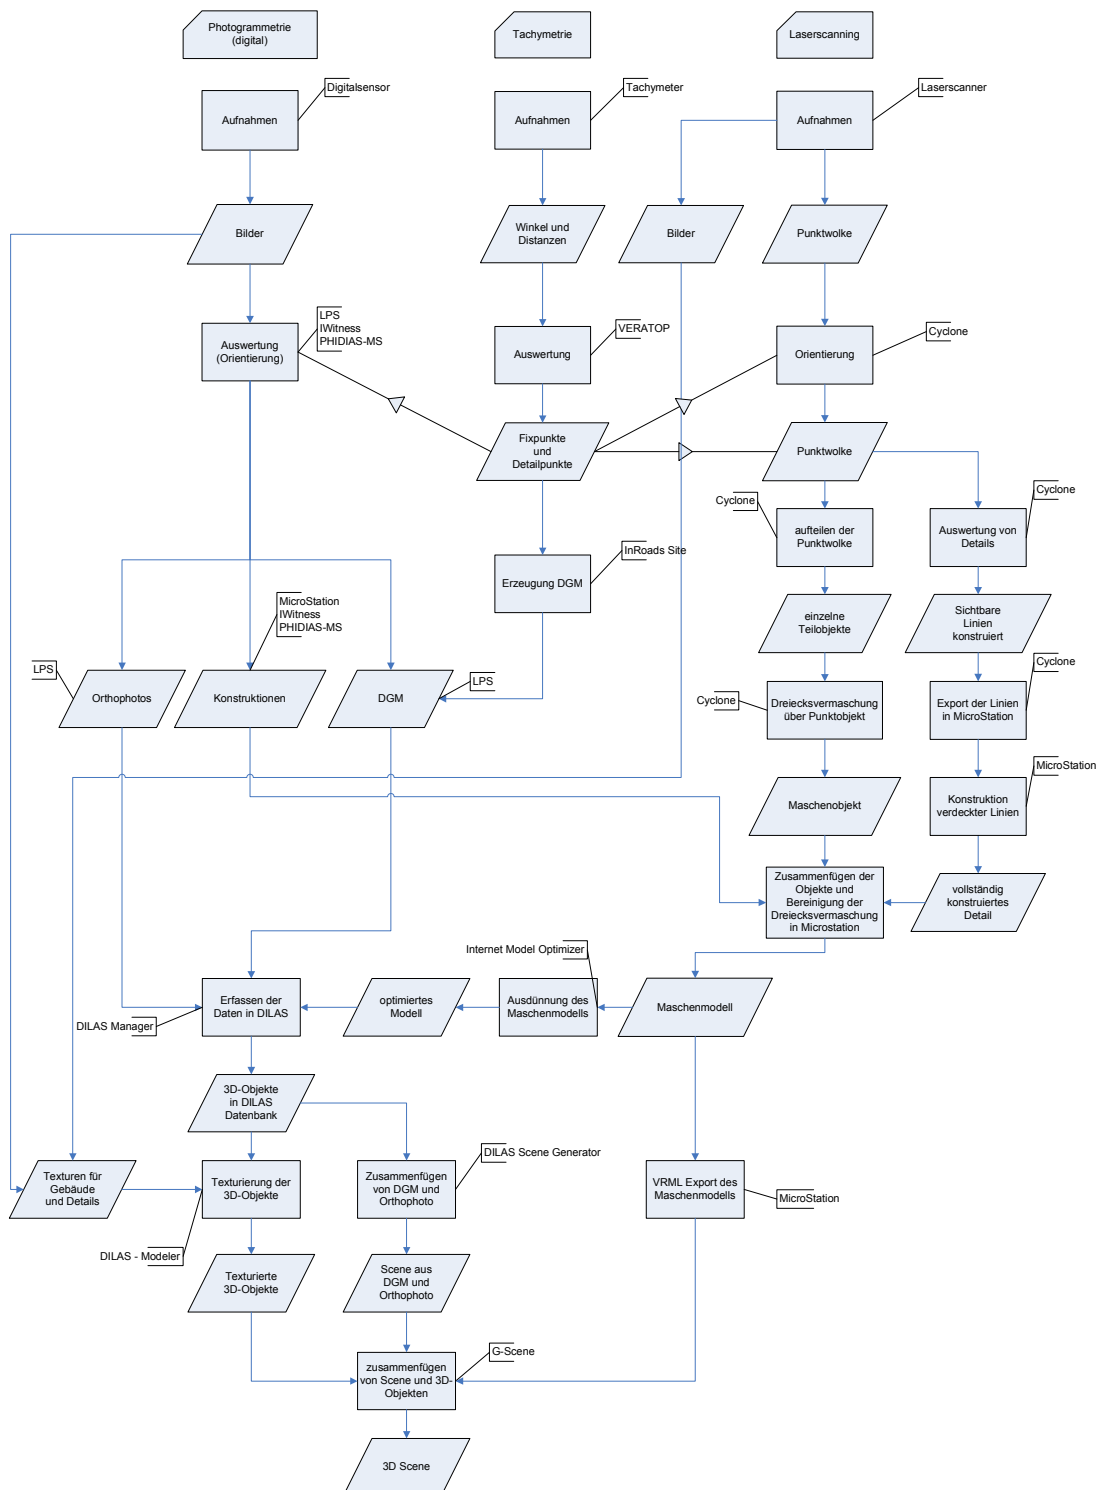 Photogrammetrie
(digital)
Tachymetrie
Laserscanning
Digitalsensor
Tachymeter
Laserscanner
Aufnahmen
Aufnahmen
Aufnahmen
Bilder
Winkel und
Distanzen
Bilder
Punktwolke
LPS
IWitness
PHIDIAS-MS
VERATOP
Cyclone
Auswertung
(Orientierung)
Auswertung
Orientierung
Fixpunkte
und
Detailpunkte
Punktwolke
Cyclone
Cyclone
aufteilen der
Punktwolke
Auswertung von
Details
InRoads Site
Erzeugung DGM
einzelne
Teilobjekte
Sichtbare
Linien
konstruiert
MicroStation
IWitness
PHIDIAS-MS
LPS
LPS
Cyclone
Cyclone
Orthophotos
Konstruktionen
DGM
Dreiecksvermaschung
über Punktobjekt
Export der Linien
in MicroStation
MicroStation
Maschenobjekt
Konstruktion
verdeckter Linien
Zusammenfügen der
Objekte und
Bereinigung der
Dreiecksvermaschung
in Microstation
vollständig
konstruiertes
Detail
Internet Model Optimizer
Erfassen der
Daten in DILAS
optimiertes
Modell
Ausdünnung des
Maschenmodells
Maschenmodell
DILAS Manager
3D-Objekte
in DILAS
Datenbank
DILAS Scene Generator
Texturen für
Gebäude
und Details
Texturierung der
3D-Objekte
Zusammenfügen
von DGM und
Orthophoto
VRML Export des
Maschenmodells
MicroStation
DILAS - Modeler
Texturierte
3D-Objekte
Scene aus
DGM und
Orthophoto
G-Scene
zusammenfügen
von Scene und 3D-
Objekten
3D Scene